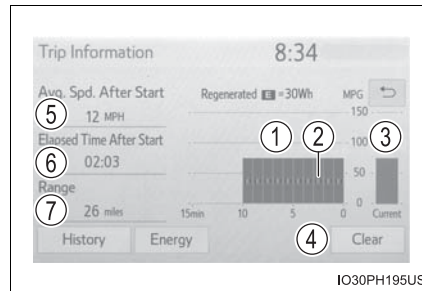 Trip Information 8:34
Avg. Spd. After Start Regenerated E =30Wh MPG
150
5 12 MPH
1 2 3
Elapsed Time After Start 100
6 02:03
50
Range
0
7 26 miles 15min 10 5 0 Current
History Energy 4 Clear
IO30PH195US